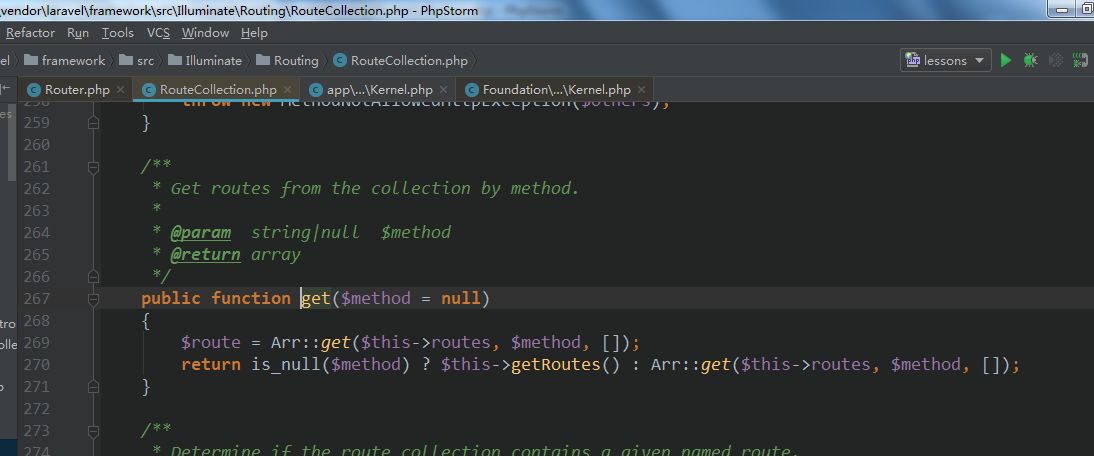 vendor\laravel\framework\src\Illuminate\Routing\RouteCollection.php - PhpStorm
Refactor Run Tools VCS Window Help
el framework src Illuminate Routing RouteCollection.php lessons
Router.php RouteCollection.php app\...\Kernel.php Foundation\...\Kernel.php
258 throw new MethodNotAllowedHttpException($others);
259 }
260
261 /**
262 * Get routes from the collection by method.
263 *
264 * @param string|null $method
265 * @return array
266 */
267 public function get($method = null)
268 {
269 $route = Arr::get($this->routes, $method, []);
270 return is_null($method) ? $this->getRoutes() : Arr::get($this->routes, $method, []);
271 }
272
273 /**
274 * Determine if the route collection contains a given named route.